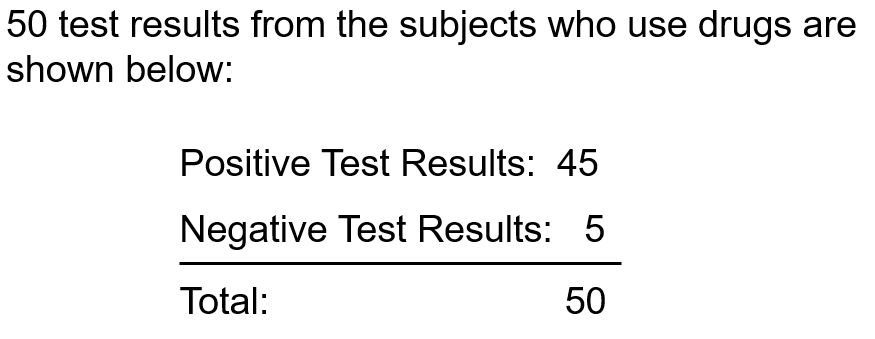 50 test results from the subjects who use drugs are
shown below:
Positive Test Results: 45
Negative Test Results: 5
Total: 50